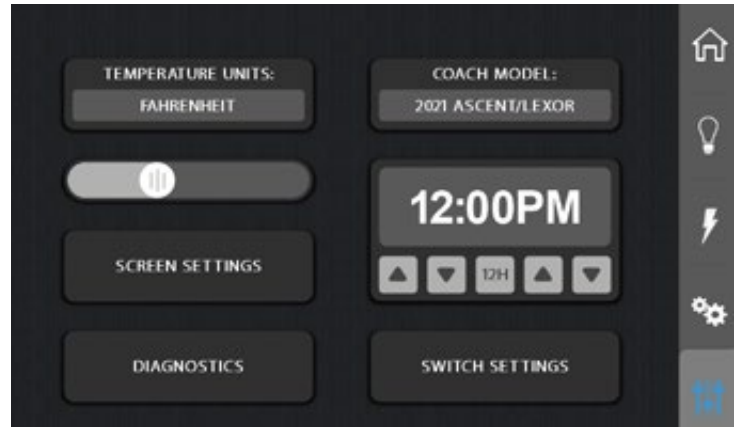 TEMPERATURE UNITS:
FAHRENHEIT
COACH MODEL:
2021 ASCENT/LEXOR
12:00PM
12H
SCREEN SETTINGS
DIAGNOSTICS
SWITCH SETTINGS